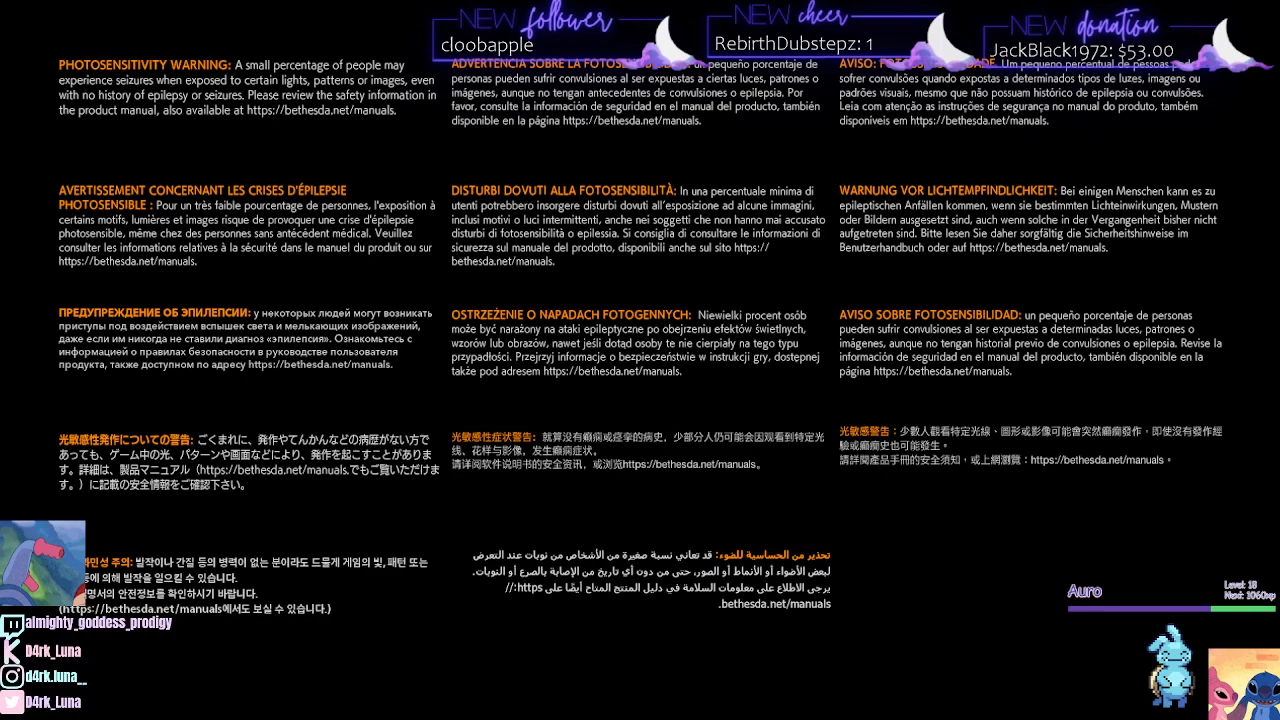 NEW follower
cloobapple
NEW cheer
RebirthDubstepz: 1
NEW donation
JackBlack1972: $53.00
PHOTOSENSITIVITY WARNING: A small percentage of people may
experience seizures when exposed to certain lights, patterns or images, even
with no history of epilepsy or seizures. Please review the safety information in
the product manual, also available at https://bethesda.net/manuals.
ADVERTENCIA SOBRE LA un pequeño porcentaje de
personas pueden sufrir convulsiones al ser expuestas a ciertas luces, patrones o
imágenes, aunque no tengan antecedentes de convulsiones o epilepsia. Por
favor, consulte la información de seguridad en el manual del producto, también
disponible en la página https://bethesda.net/manuals.
AVISO: Um pequeno percentual de pessoas pode
sofrer convulsões quando expostas a determinados tipos de luzes, imagens ou
padrões visuais, mesmo que não possuam histórico de epilepsia ou convulsões.
Leia com atenção as instruções de segurança no manual do produto, também
disponíveis em https://bethesda.net/manuals.
AVERTISSEMENT CONCERNANT LES CRISES D'ÉPILEPSIE
PHOTOSENSIBLE : Pour un très faible pourcentage de personnes, l'exposition à
certains motifs, lumières et images risque de provoquer une crise d'épilepsie
photosensible, même chez des personnes sans antécédent médical. Veuillez
consulter les informations relatives à la sécurité dans le manuel du produit ou sur
https://bethesda.net/manuals.
DISTURBI DOVUTI ALLA FOTOSENSIBILITÀ: In una percentuale minima di
utenti potrebbero insorgere disturbi dovuti all'esposizione ad alcune immagini,
inclusi motivi o luci intermittenti, anche nei soggetti che non hanno mai accusato
disturbi di fotosensibilità o epilessia. Si consiglia di consultare le informazioni di
sicurezza sul manuale del prodotto, disponibili anche sul sito https://
bethesda.net/manuals.
WARNUNG VOR LICHTEMPFINDLICHKEIT: Bei einigen Menschen kann es zu
epileptischen Anfällen kommen, wenn sie bestimmten Lichteinwirkungen, Mustern
oder Bildern ausgesetzt sind, auch wenn solche in der Vergangenheit bisher nicht
aufgetreten sind. Bitte lesen Sie daher sorgfältig die Sicherheitshinweise im
Benutzerhandbuch oder auf https://bethesda.net/manuals.
ПРЕДУПРЕЖДЕНИЕ ОБ ЭПИЛЕПСИИ: у некоторых людей могут возникать
приступы под воздействием вспышек света и мелькающих изображений,
даже если им никогда не ставили диагноз «эпилепсия». Ознакомьтесь с
информацией о правилах безопасности в руководстве пользователя
продукта, также доступном по адресу https://bethesda.net/manuals.
OSTRZEŻENIE O NAPADACH FOTOGENNYCH: Niewielki procent osób
może być narażony na ataki epileptyczne po obejrzeniu efektów świetlnych,
wzorów lub obrazów, nawet jeśli dotąd osoby te nie cierpiały na tego typu
przypadłości. Przejrzyj informacje o bezpieczeństwie w instrukcji gry, dostępnej
także pod adresem https://bethesda.net/manuals.
AVISO SOBRE FOTOSENSIBILIDAD: un pequeño porcentaje de personas
pueden sufrir convulsiones al ser expuestas a determinadas luces, patrones o
imágenes, aunque no tengan historial previo de convulsiones o epilepsia. Revise la
información de seguridad en el manual del producto, también disponible en la
página https://bethesda.net/manuals.
光敏感性発作についての警告: ごくまれに、発作やてんかんなどの病歴がない方で
あっても、ゲーム中の光、パターンや画面などにより、発作を起こすことがありま
す。詳細は、製品マニュアル（https://bethesda.net/manuals.でもご覧いただけま
す。）に記載の安全情報をご確認下さい。
光敏感性症状警告: 就算没有癫痫或痉挛的病史，少部分人仍可能会因观看到特定光
线、花样与影像，发生癫痫症状。
请详阅软件说明书的安全资讯，或浏览https://bethesda.net/manuals。
光敏感警告：少數人觀看特定光線、圖形或影像可能會突然癲癇發作，即使沒有發作經
驗或癲癇史也可能發生。
請詳閱產品手冊的安全須知，或上網瀏覽：https://bethesda.net/manuals。
과민성 주의: 발작이나 간질 등의 병력이 없는 분이라도 드물게 게임의 빛, 패턴 또는
등에 의해 발작을 일으킬 수 있습니다.
설명서의 안전정보를 확인하시기 바랍니다.
(https://bethesda.net/manuals에서도 보실 수 있습니다.)
تحذير من الحساسية للضوء: قد تعاني نسبة صغيرة من الأشخاص من نوبات عند التعرض
لبعض الأضواء أو الأنماط أو الصور، حتى من دون أي تاريخ من الإصابة بالصرع أو النوبات.
يرجى الاطلاع على معلومات السلامة في دليل المنتج المتاح أيضًا على https://
bethesda.net/manuals.
almighty_goddess_prodigy
D4rk_Luna
d4rk.luna__
D4rk_Luna
Auro
Level: 18
Next: 1060xp